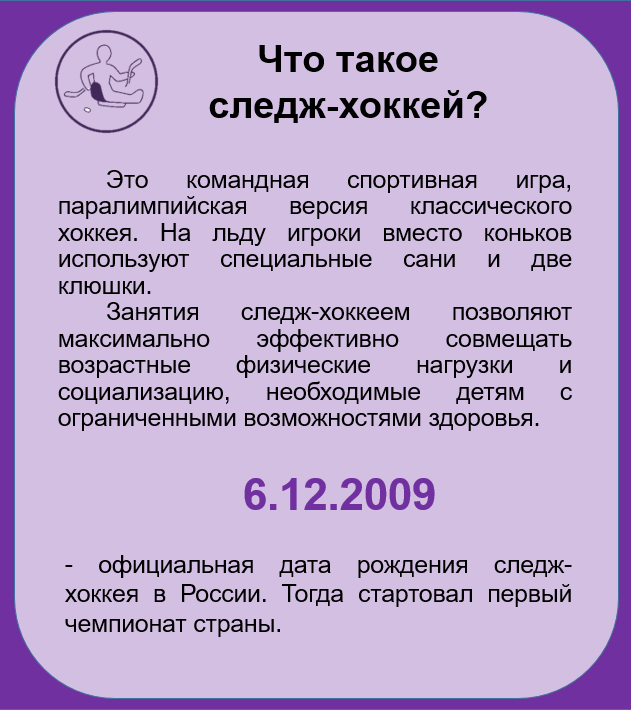 Что такое
следж-хоккей?
Это командная спортивная игра,
паралимпийская версия классического
хоккея. На льду игроки вместо коньков
используют специальные сани и две
клюшки.
Занятия следж-хоккеем позволяют
максимально эффективно совмещать
возрастные физические нагрузки и
социализацию, необходимые детям с
ограниченными возможностями здоровья.
6.12.2009
- официальная дата рождения следж-
хоккея в России. Тогда стартовал первый
чемпионат страны.